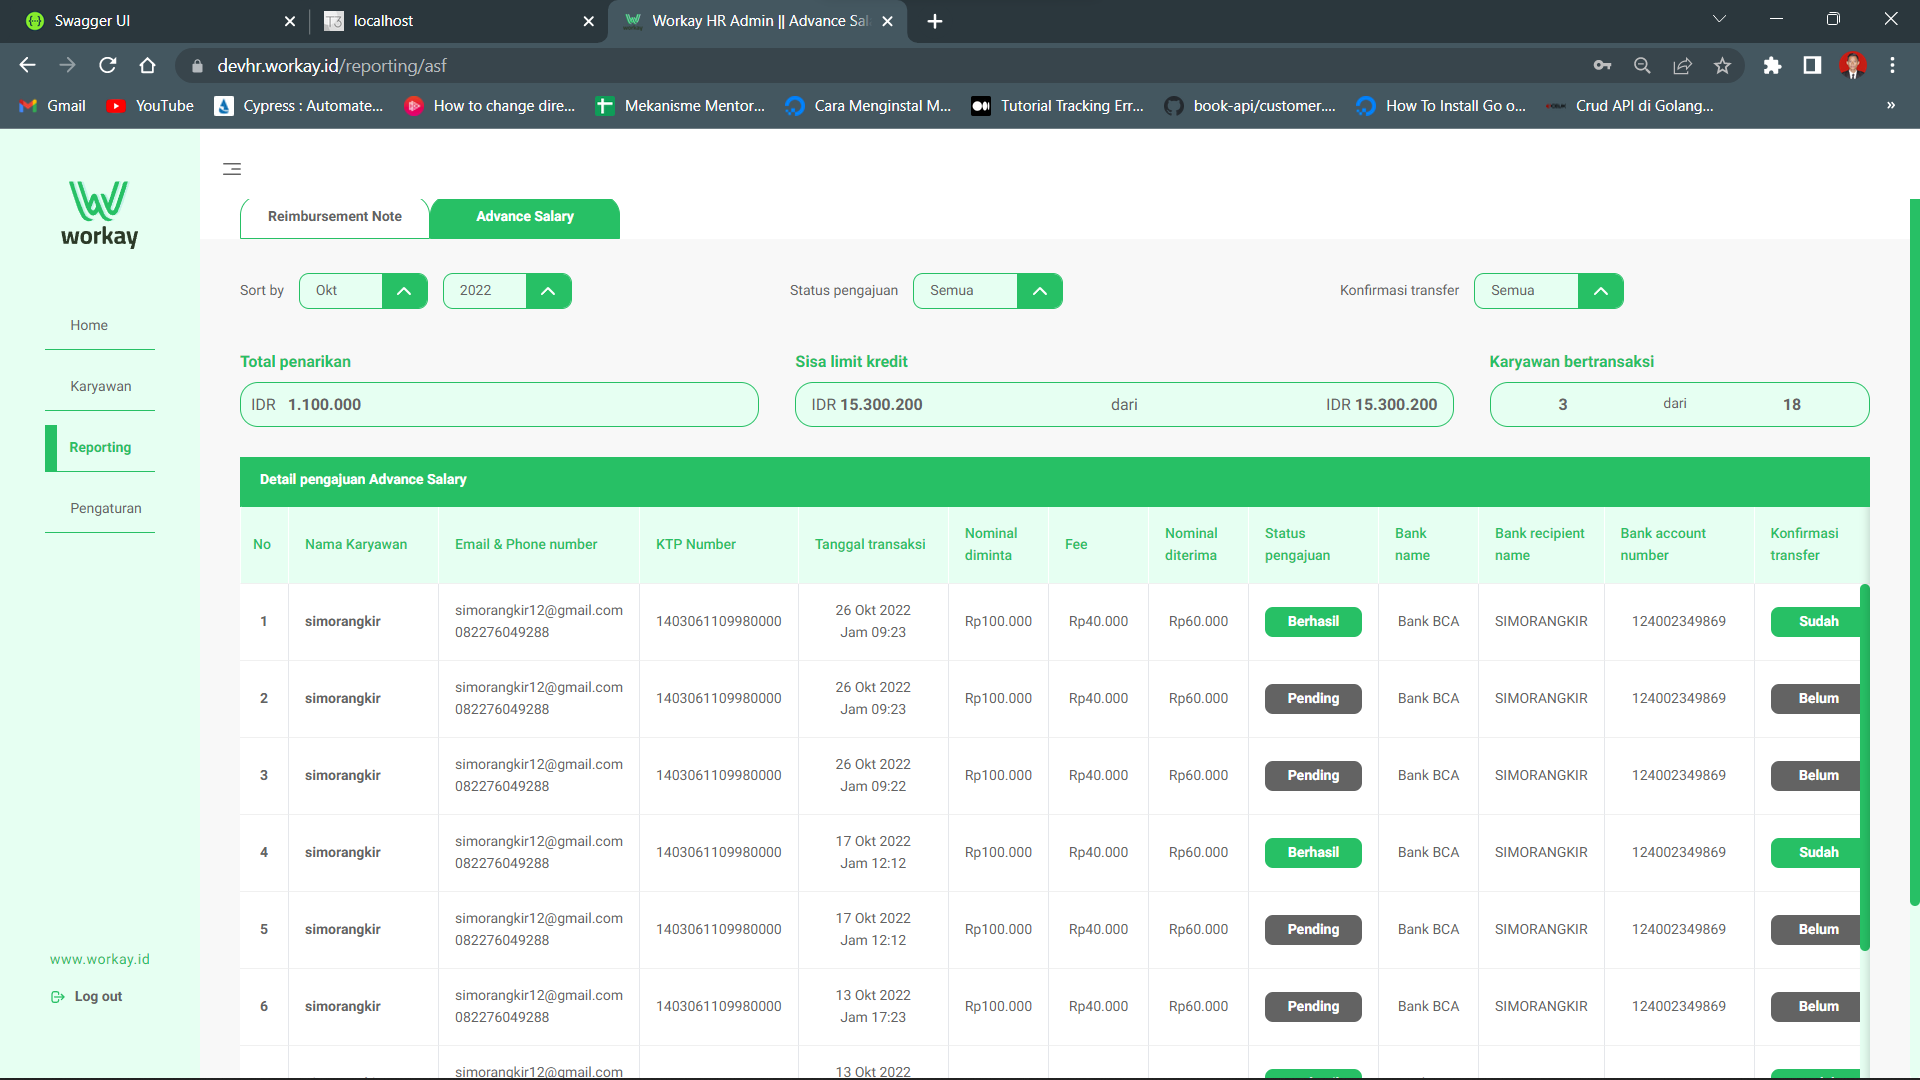 Swagger UI
localhost
Workay HR Admin || Advance Sal
devhr.workay.id/reporting/asf
Gmail
YouTube
Cypress : Automate...
How to change dire...
Mekanisme Mentor...
Cara Menginstal M...
Tutorial Tracking Err...
book-api/customer....
How To Install Go o...
Crud API di Golang...
»
workay
Home
Karyawan
Reporting
Pengaturan
www.workay.id
Log out
Reimbursement Note
Advance Salary
Sort by
Okt
2022
Status pengajuan
Semua
Konfirmasi transfer
Semua
Total penarikan
IDR 1.100.000
Sisa limit kredit
IDR 15.300.200 dari IDR 15.300.200
Karyawan bertransaksi
3 dari 18
Detail pengajuan Advance Salary
No
Nama Karyawan
Email & Phone number
KTP Number
Tanggal transaksi
Nominal
diminta
Fee
Nominal
diterima
Status
pengajuan
Bank
name
Bank recipient
name
Bank account
number
Konfirmasi
transfer
1 simorangkir simorangkir12@gmail.com 1403061109980000 26 Okt 2022 Rp100.000 Rp40.000 Rp60.000 Berhasil Bank BCA SIMORANGKIR 124002349869 Sudah
082276049288 Jam 09:23
2 simorangkir simorangkir12@gmail.com 1403061109980000 26 Okt 2022 Rp100.000 Rp40.000 Rp60.000 Pending Bank BCA SIMORANGKIR 124002349869 Belum
082276049288 Jam 09:23
3 simorangkir simorangkir12@gmail.com 1403061109980000 26 Okt 2022 Rp100.000 Rp40.000 Rp60.000 Pending Bank BCA SIMORANGKIR 124002349869 Belum
082276049288 Jam 09:22
4 simorangkir simorangkir12@gmail.com 1403061109980000 17 Okt 2022 Rp100.000 Rp40.000 Rp60.000 Berhasil Bank BCA SIMORANGKIR 124002349869 Sudah
082276049288 Jam 12:12
5 simorangkir simorangkir12@gmail.com 1403061109980000 17 Okt 2022 Rp100.000 Rp40.000 Rp60.000 Pending Bank BCA SIMORANGKIR 124002349869 Belum
082276049288 Jam 12:12
6 simorangkir simorangkir12@gmail.com 1403061109980000 13 Okt 2022 Rp100.000 Rp40.000 Rp60.000 Pending Bank BCA SIMORANGKIR 124002349869 Belum
082276049288 Jam 17:23
simorangkir12@gmail.com 13 Okt 2022